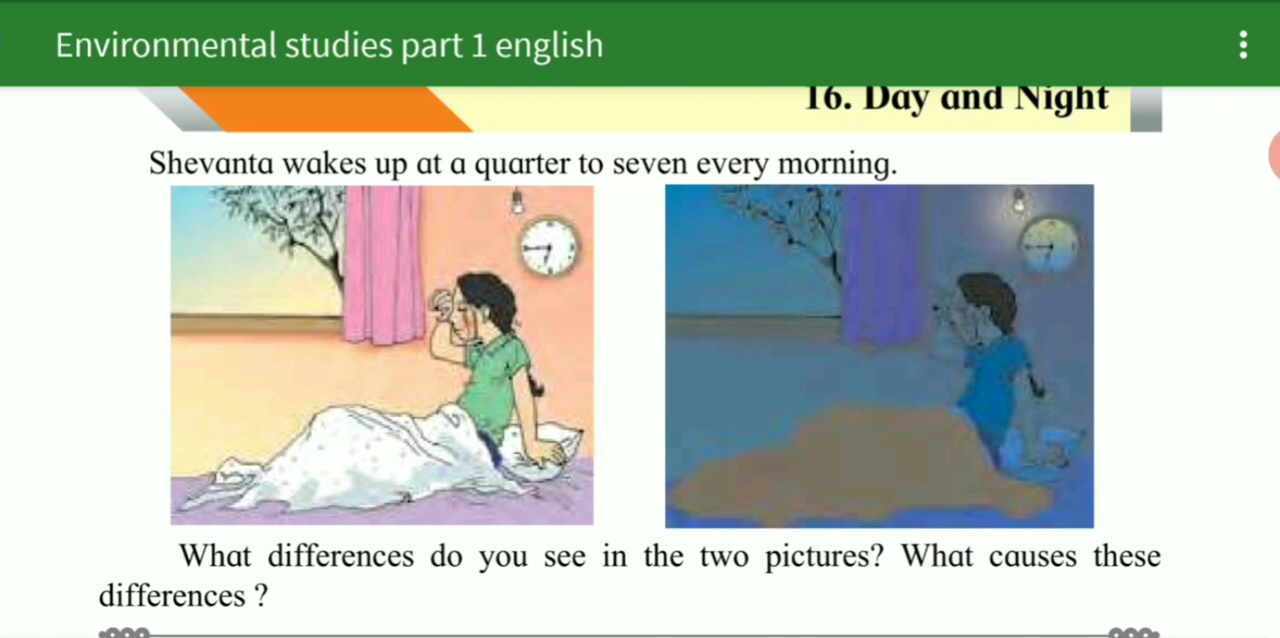 Environmental studies part 1 english
16. Day and Night
Shevanta wakes up at a quarter to seven every morning.
What differences do you see in the two pictures? What causes these
differences ?